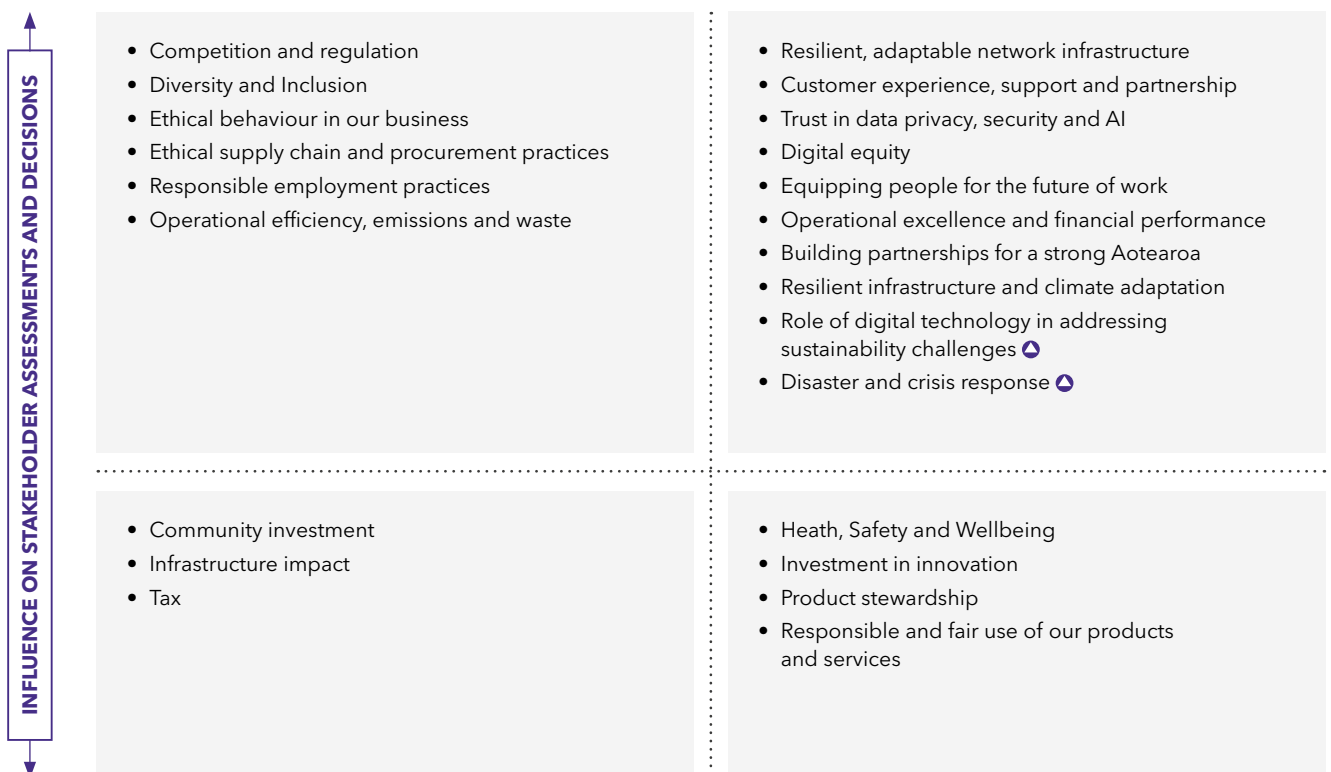 INFLUENCE ON STAKEHOLDER ASSESSMENTS AND DECISIONS
• Competition and regulation
• Diversity and Inclusion
• Ethical behaviour in our business
• Ethical supply chain and procurement practices
• Responsible employment practices
• Operational efficiency, emissions and waste
• Resilient, adaptable network infrastructure
• Customer experience, support and partnership
• Trust in data privacy, security and AI
• Digital equity
• Equipping people for the future of work
• Operational excellence and financial performance
• Building partnerships for a strong Aotearoa
• Resilient infrastructure and climate adaptation
• Role of digital technology in addressing
sustainability challenges
• Disaster and crisis response
• Community investment
• Infrastructure impact
• Tax
• Heath, Safety and Wellbeing
• Investment in innovation
• Product stewardship
• Responsible and fair use of our products
and services